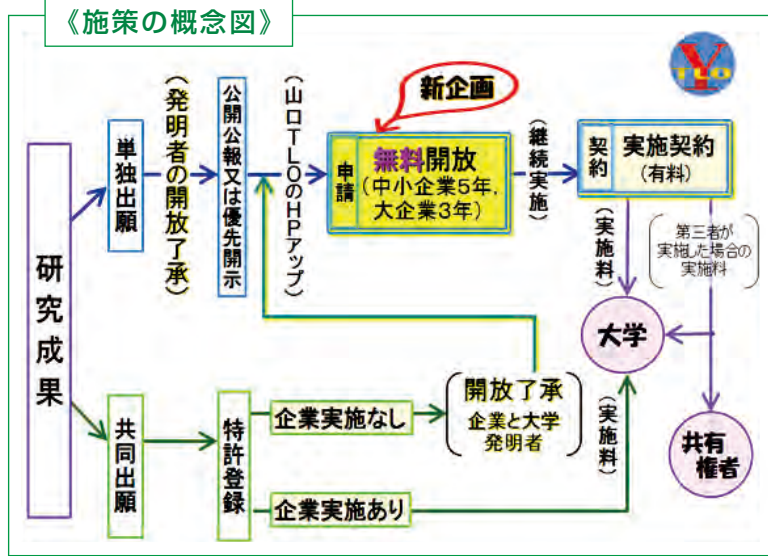 《施策の概念図》
Y
TLO
新企画
研究成果
単独出願
(発明者の開放了承)
公開公報又は優先開示
(山口TLOのHPアップ)
申請
無料開放
(中小企業5年,
大企業3年)
(継続実施)
契約
実施契約
(有料)
(実施料)
(第三者が
実施した場合の
実施料)
大学
共有
権者
共同出願
特許登録
企業実施なし
(開放了承
企業と大学
発明者)
(実施料)
企業実施あり